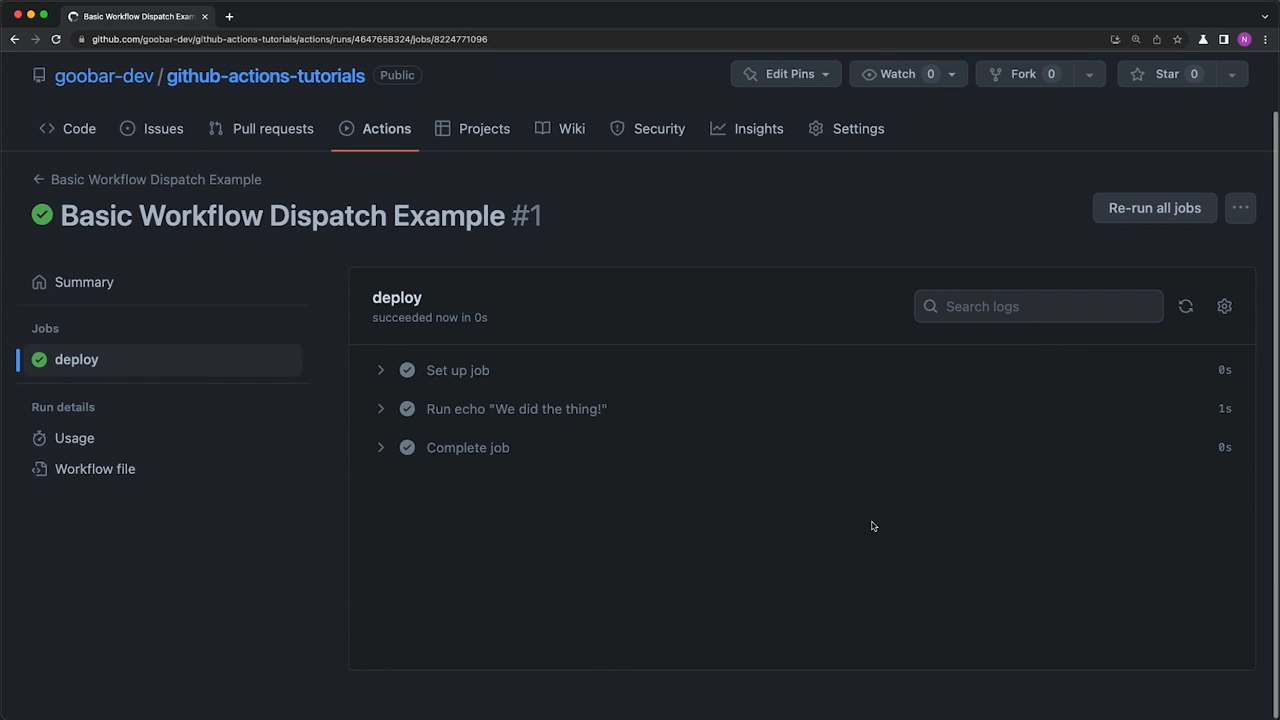 Basic Workflow Dispatch Exam
github.com/goobar-dev/github-actions-tutorials/actions/runs/4647658324/jobs/8224771096
N
goobar-dev / github-actions-tutorials Public
Edit Pins
Watch 0
Fork 0
Star 0
Code
Issues
Pull requests
Actions
Projects
Wiki
Security
Insights
Settings
← Basic Workflow Dispatch Example
Basic Workflow Dispatch Example #1
Re-run all jobs
Summary
Jobs
deploy
Run details
Usage
Workflow file
deploy
succeeded now in 0s
Search logs
Set up job 0s
Run echo "We did the thing!" 1s
Complete job 0s